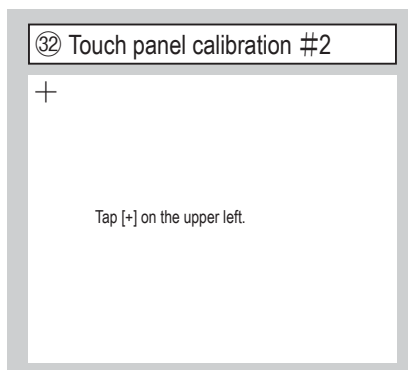 ㉜ Touch panel calibration #2
+
Tap [+] on the upper left.